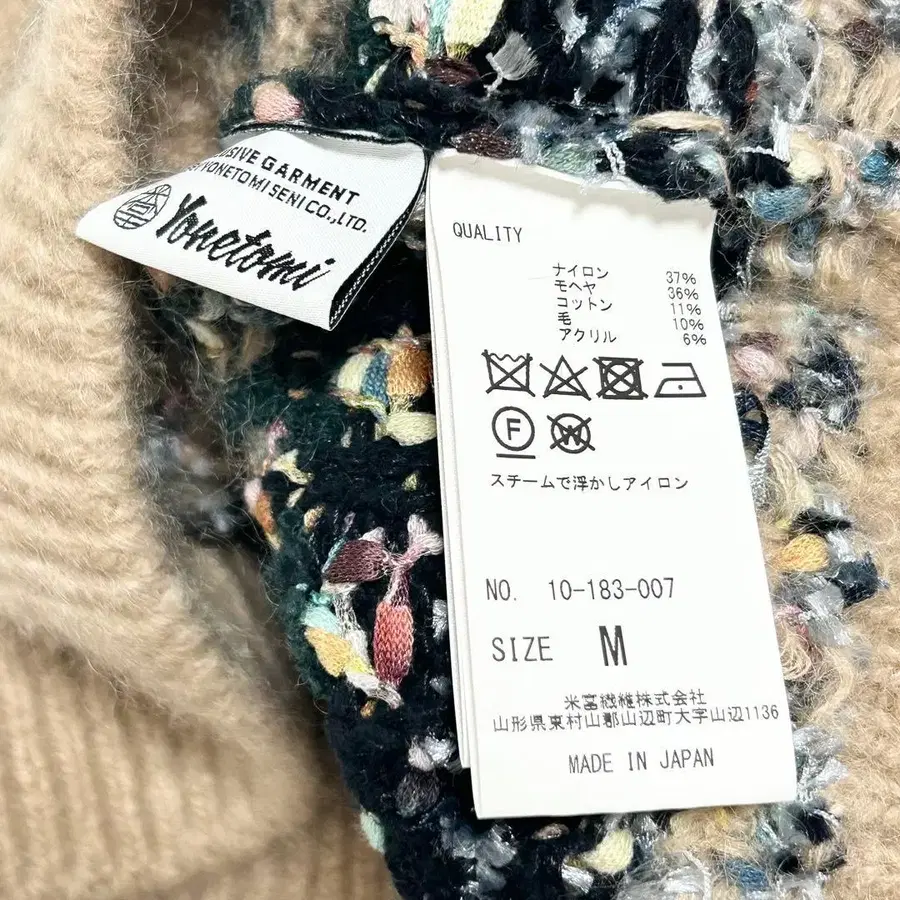 USIVE GARMENT
YONETOMI SENI CO.,LTD.
Yonetomi
QUALITY
ナイロン 37%
モヘヤ 36%
コットン 11%
毛 10%
アクリル 6%
F W
スチームで浮かしアイロン
NO. 10-183-007
SIZE M
米富繊維株式会社
山形県東村山郡山辺町大字山辺1136
MADE IN JAPAN